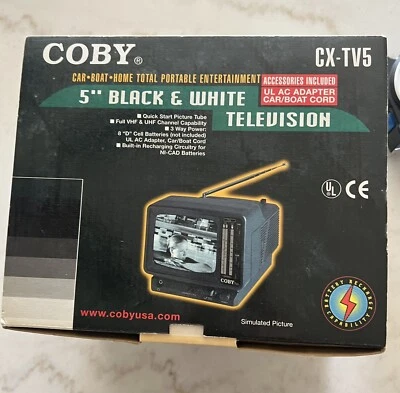 COBY®
CX-TV5
CAR•BOAT•HOME TOTAL PORTABLE ENTERTAINMENT
ACCESSORIES INCLUDED
UL AC ADAPTER
CAR/BOAT CORD
5" BLACK & WHITE
TELEVISION
■ Quick Start Picture Tube
■ Full VHF & UHF Channel Capability
■ 3 Way Power:
8 "D" Cell Batteries (not included)
UL AC Adapter, Car/Boat Cord
■ Built-in Recharging Circuitry for
NI-CAD Batteries
UL
CE
COBY
www.cobyusa.com
Simulated Picture
BATTERY RECHARGE
CAPABILITY